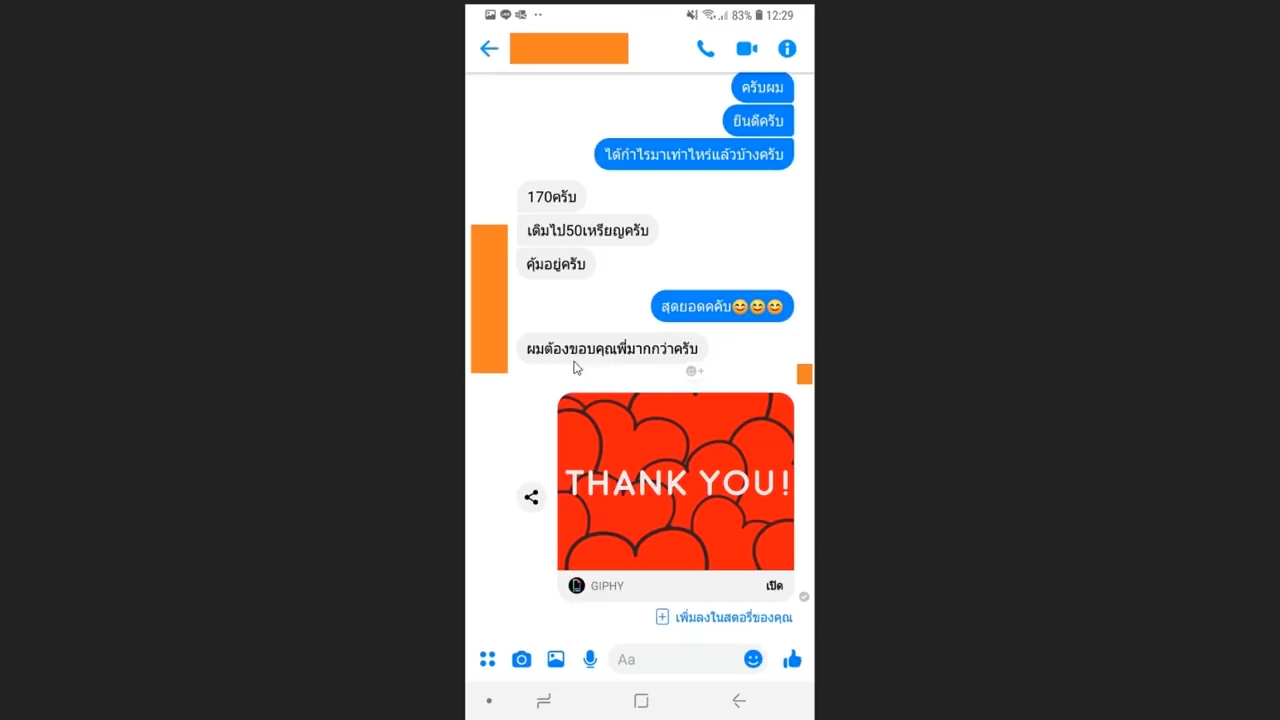 83% 12:29
ครับผม
ยินดีครับ
ได้กำไรมาเท่าไหร่แล้วบ้างครับ
170ครับ
เติมไป50เหรียญครับ
คุ้มอยู่ครับ
สุดยอดคคับ😊😊😊
ผมต้องขอบคุณพี่มากกว่าครับ
THANK YOU!
GIPHY เปิด
เพิ่มลงในสตอรี่ของคุณ
Aa